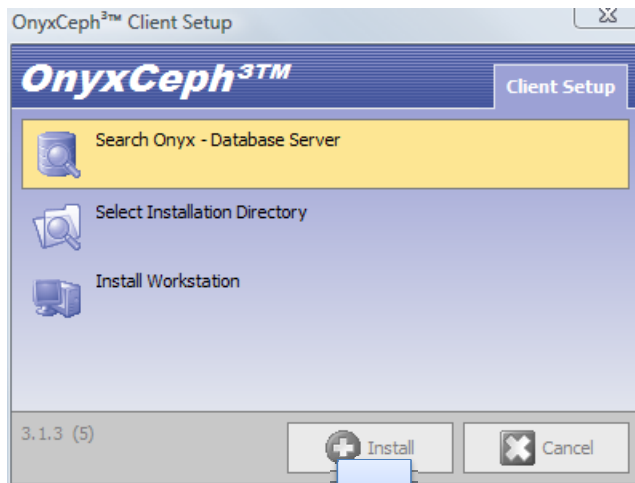 OnyxCeph³™ Client Setup
OnyxCeph³™
Client Setup
Search Onyx - Database Server
Select Installation Directory
Install Workstation
3.1.3 (5)
Install
Cancel